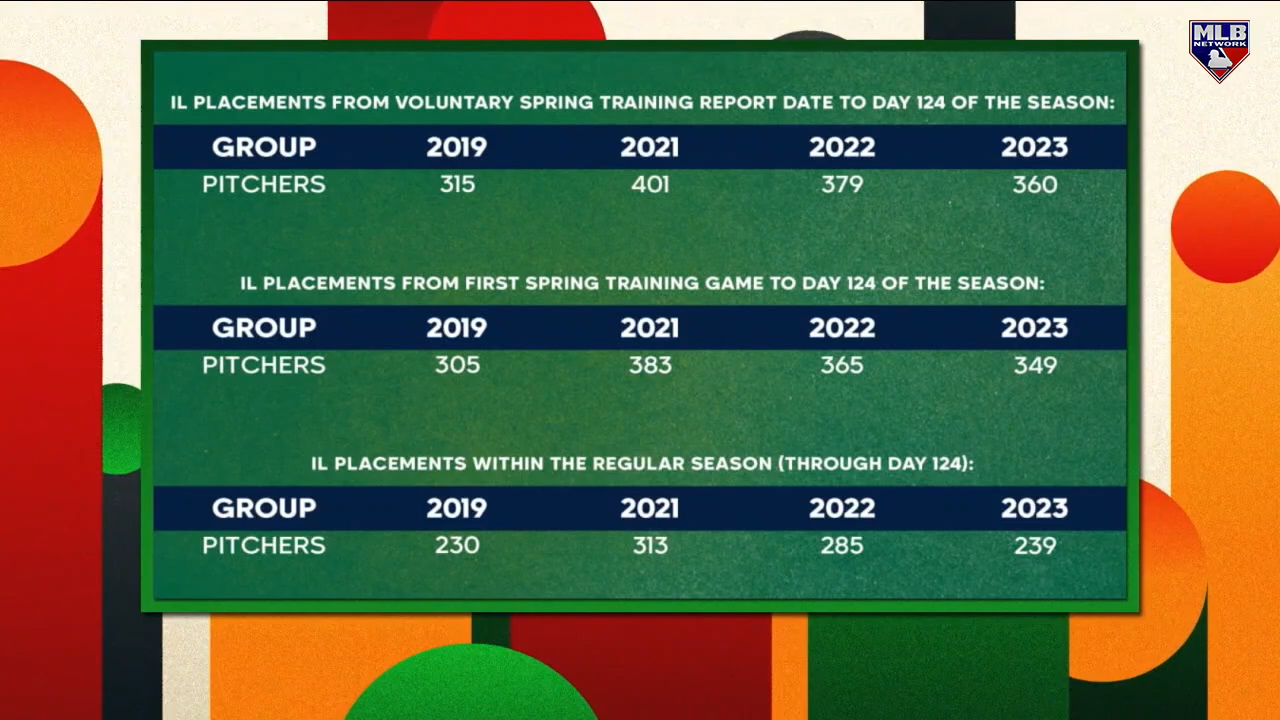 MLB
NETWORK
IL PLACEMENTS FROM VOLUNTARY SPRING TRAINING REPORT DATE TO DAY 124 OF THE SEASON:
GROUP 2019 2021 2022 2023
PITCHERS 315 401 379 360
IL PLACEMENTS FROM FIRST SPRING TRAINING GAME TO DAY 124 OF THE SEASON:
GROUP 2019 2021 2022 2023
PITCHERS 305 383 365 349
IL PLACEMENTS WITHIN THE REGULAR SEASON (THROUGH DAY 124):
GROUP 2019 2021 2022 2023
PITCHERS 230 313 285 239